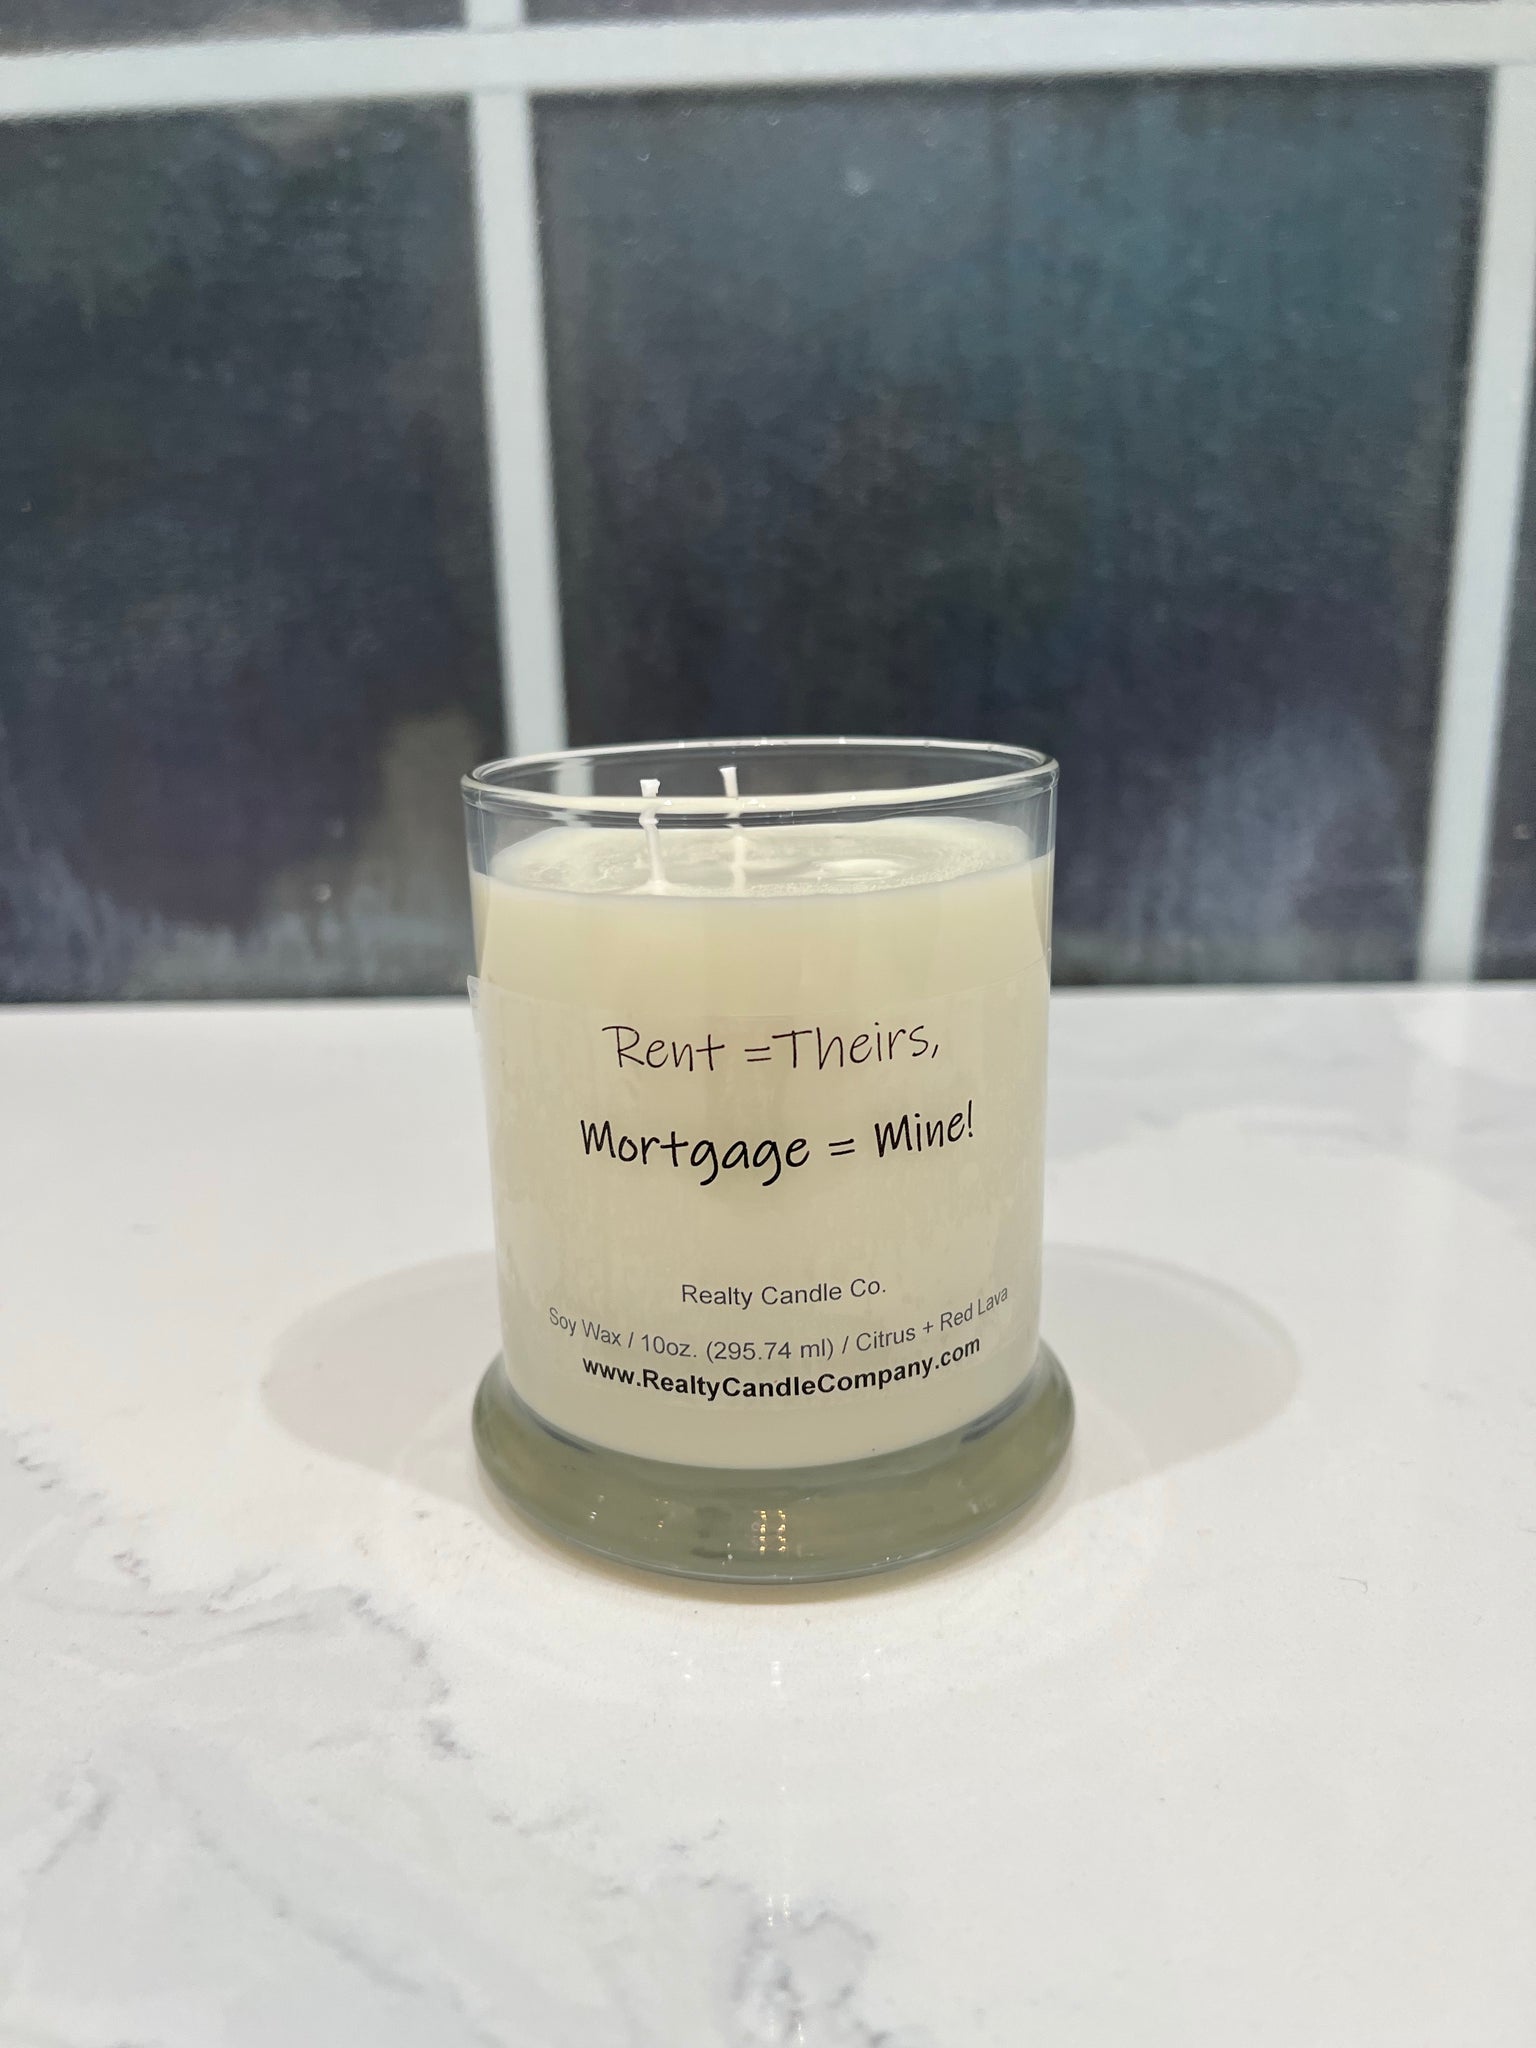 Rent =Theirs,
Mortgage = Mine!
Realty Candle Co.
Soy Wax / 10oz. (295.74 ml) / Citrus + Red Lava
www.RealtyCandleCompany.com